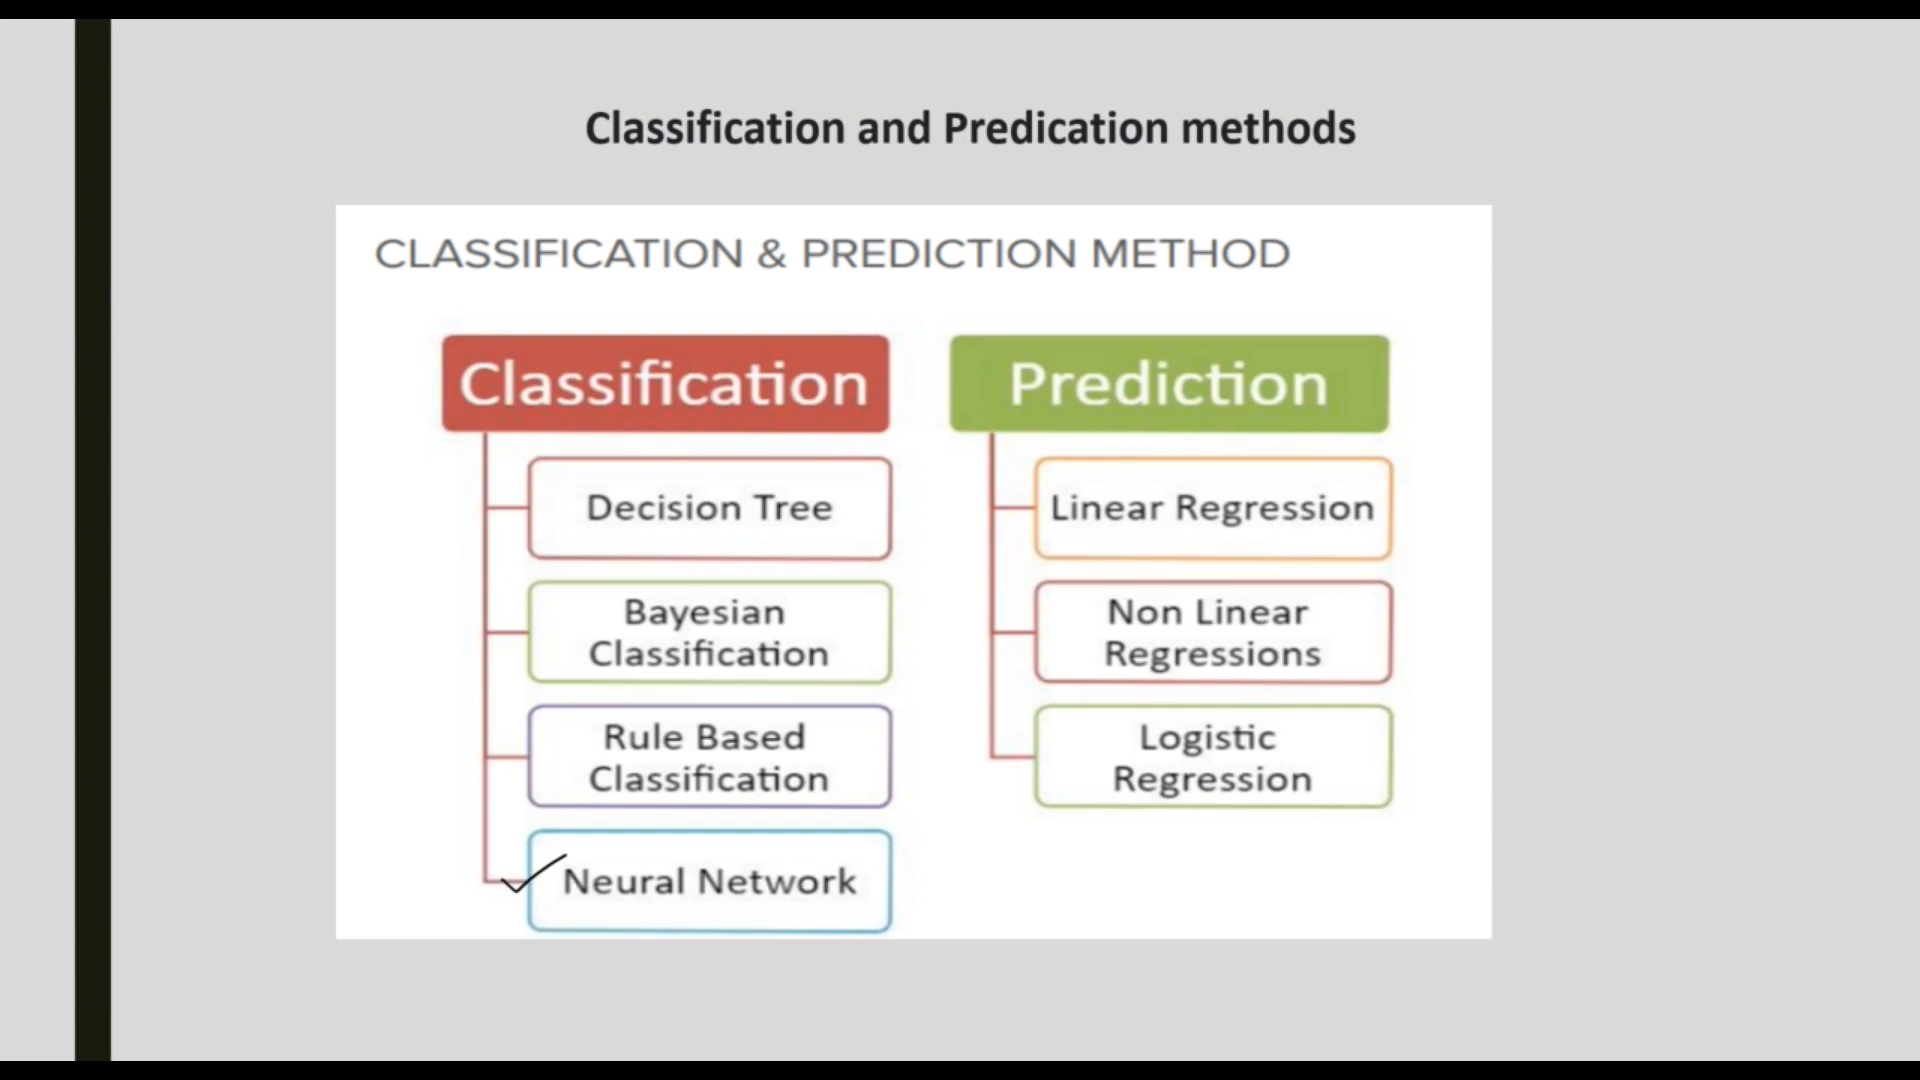 Classification and Predication methods
CLASSIFICATION & PREDICTION METHOD
Classification
Decision Tree
Bayesian
Classification
Rule Based
Classification
Neural Network
Prediction
Linear Regression
Non Linear
Regressions
Logistic
Regression